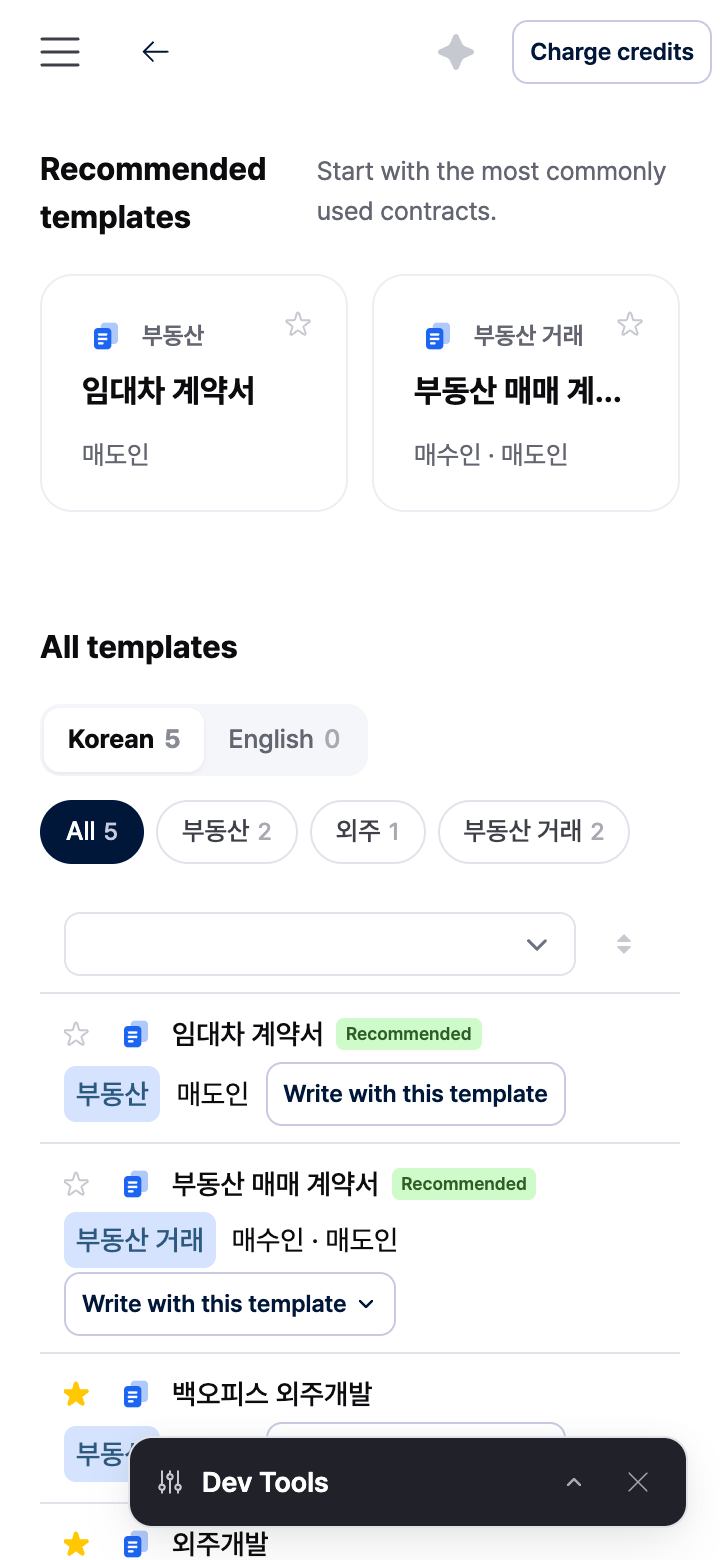 Charge credits
Recommended templates
Start with the most commonly used contracts.
부동산
임대차 계약서
매도인
부동산 거래
부동산 매매 계...
매수인 · 매도인
All templates
Korean 5
English 0
All 5
부동산 2
외주 1
부동산 거래 2
임대차 계약서 Recommended
부동산 매도인 Write with this template
부동산 매매 계약서 Recommended
부동산 거래 매수인 · 매도인
Write with this template
백오피스 외주개발
Dev Tools
외주개발